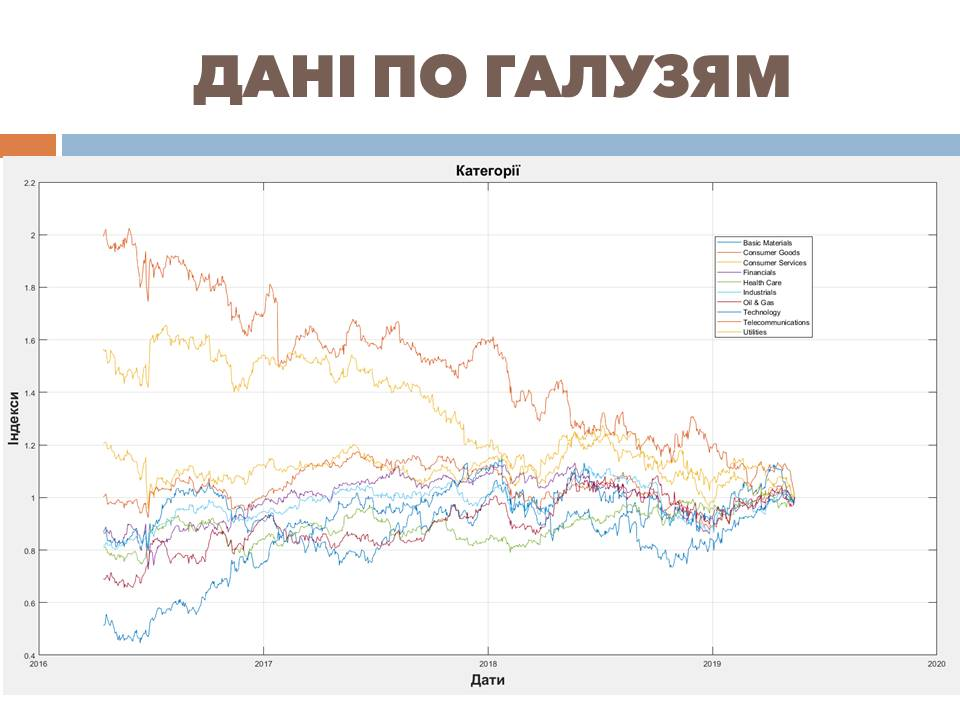 ДАНІ ПО ГАЛУЗЯМ
Категорії
2.2
2
1.8
1.6
1.4
1.2
1
0.8
0.6
0.4
Індекси
Basic Materials
Consumer Goods
Consumer Services
Financials
Health Care
Industrials
Oil & Gas
Technology
Telecommunications
Utilities
2016 2017 2018 2019 2020
Дати